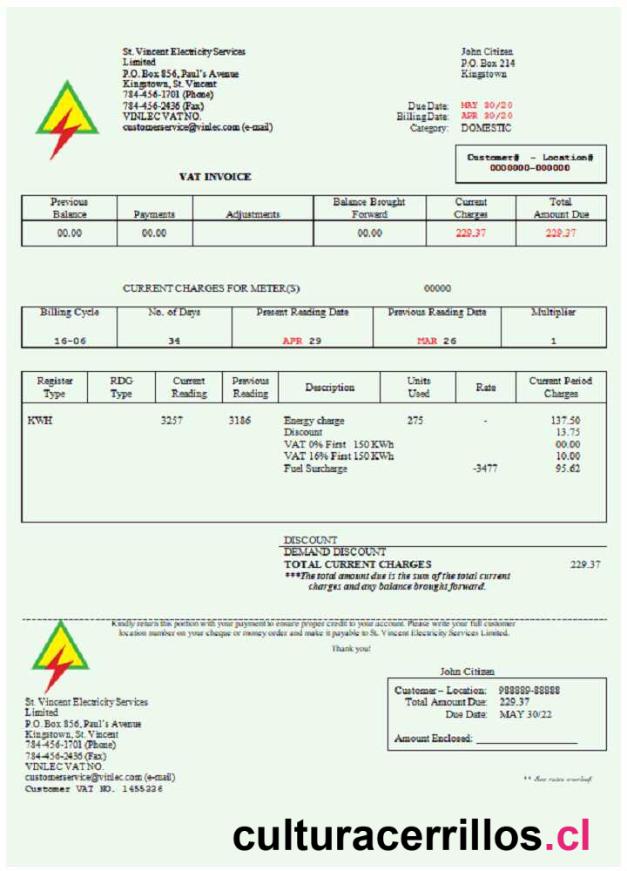 St. Vincent Electricity Services
Limited
P.O. Box 856, Paul's Avenue
Kingstown, St. Vincent
784-456-1701 (Phone)
784-456-2436 (Fax)
VINLEC VAT NO.
customerservice@vinlec.com (e-mail)
John Citizen
P.O. Box 214
Kingstown
Due Date: MAY 30/20
Billing Date: APR 30/20
Category: DOMESTIC
Customer# - Location#
0000000-000000
VAT INVOICE
Previous Balance Payments Adjustments Balance Brought Forward Current Charges Total Amount Due
00.00 00.00 00.00 229.37 229.37
CURRENT CHARGES FOR METER(S) 00000
Billing Cycle No. of Days Present Reading Date Previous Reading Date Multiplier
16-06 34 APR 29 MAR 26 1
Register Type RDG Type Current Reading Previous Reading Description Units Used Rate Current Period Charges
KWH 3257 3186 Energy charge 275 - 137.50
Discount 13.75
VAT 0% First 150 KWh 00.00
VAT 16% First 150 KWh 10.00
Fuel Surcharge -3477 95.62
DISCOUNT
DEMAND DISCOUNT
TOTAL CURRENT CHARGES 229.37
***The total amount due is the sum of the total current
charges and any balance brought forward.
Kindly return this portion with your payment to ensure proper credit to your account. Please write your full customer
location number on your cheque or money order and make it payable to St. Vincent Electricity Services Limited.
Thank you!
St. Vincent Electricity Services
Limited
P.O. Box 856, Paul's Avenue
Kingstown, St. Vincent
784-456-1701 (Phone)
784-456-2436 (Fax)
VINLEC VAT NO.
customerservice@vinlec.com (e-mail)
Customer VAT NO. 1455236
John Citizen
Customer – Location: 988889-88888
Total Amount Due: 229.37
Due Date: MAY 30/22
Amount Enclosed:
** See rates overleaf
culturacerrillos.cl